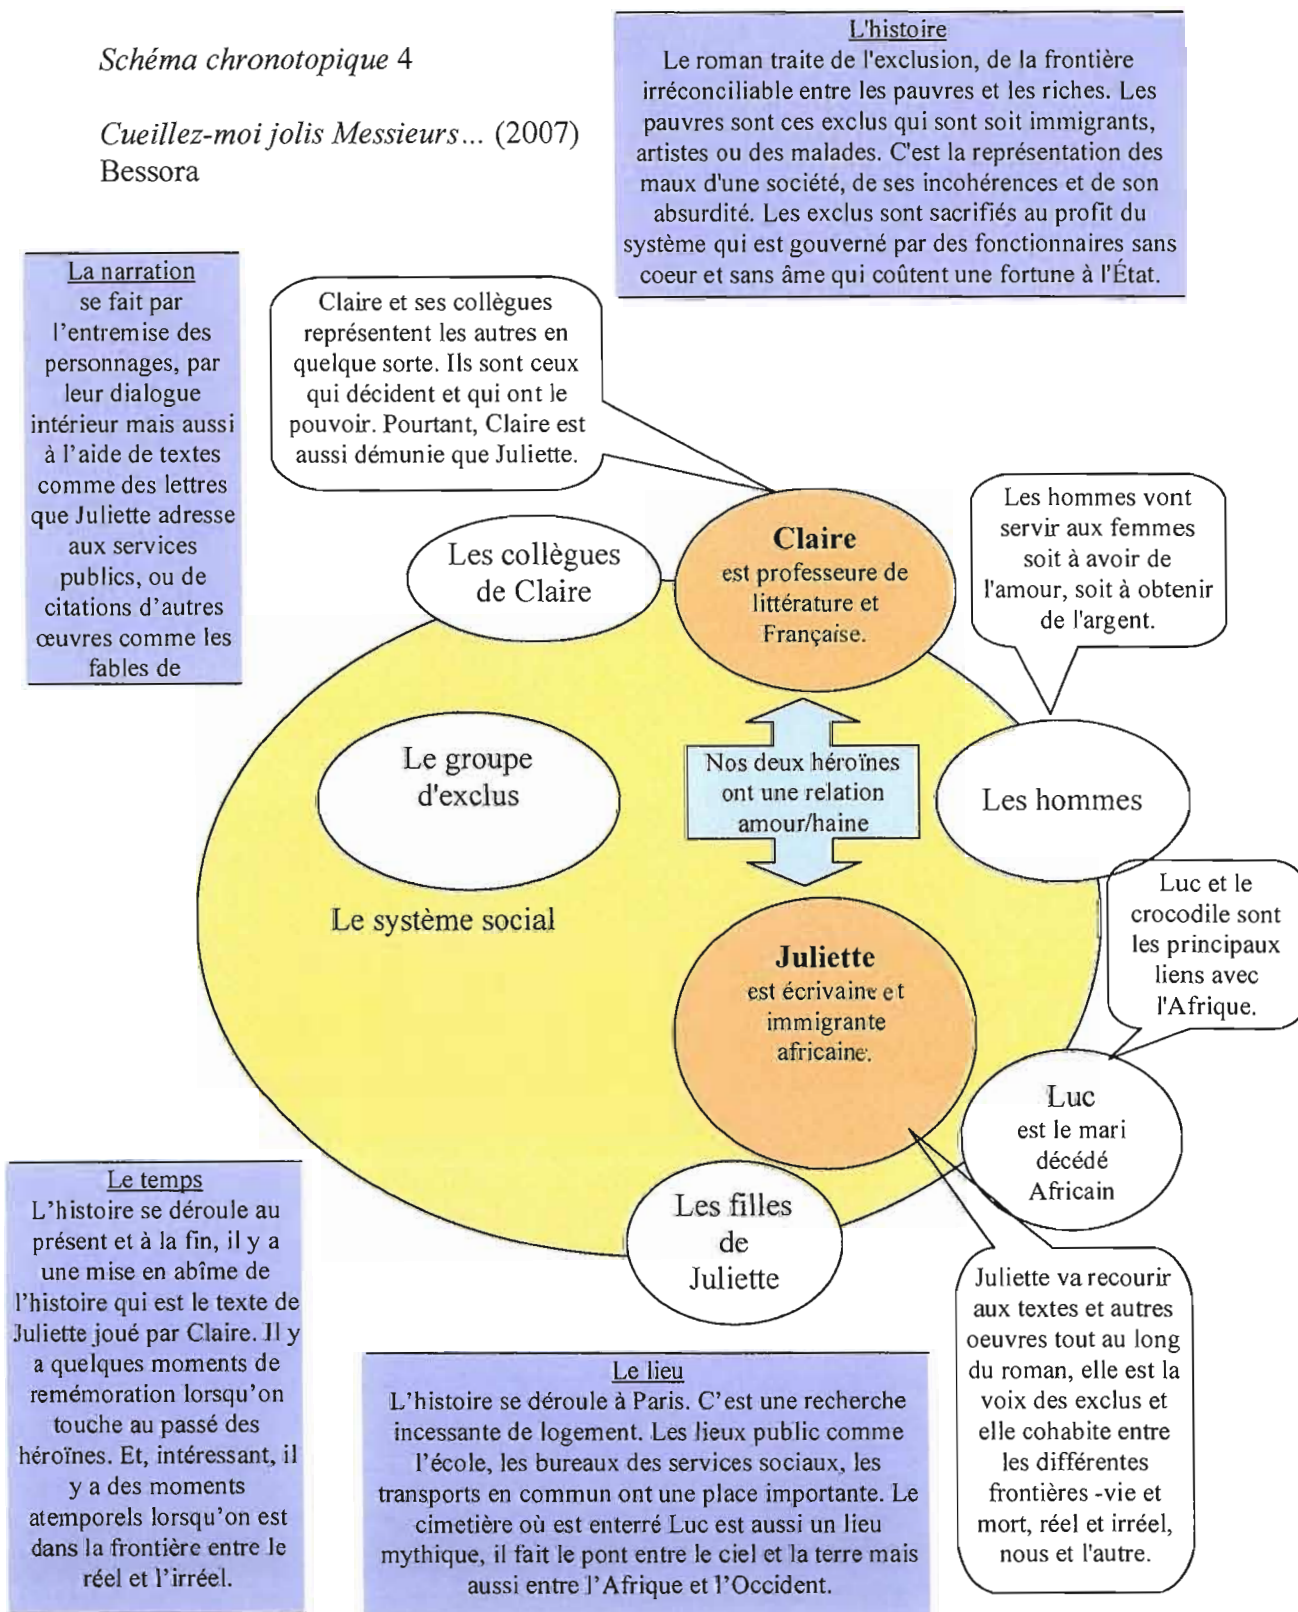 Schéma chronotopique 4
Cueillez-moi jolis Messieurs... (2007)
Bessora
L'histoire
Le roman traite de l'exclusion, de la frontière
irréconciliable entre les pauvres et les riches. Les
pauvres sont ces exclus qui sont soit immigrants,
artistes ou des malades. C'est la représentation des
maux d'une société, de ses incohérences et de son
absurdité. Les exclus sont sacrifiés au profit du
système qui est gouverné par des fonctionnaires sans
coeur et sans âme qui coûtent une fortune à l'État.
La narration
se fait par
l'entremise des
personnages, par
leur dialogue
intérieur mais aussi
à l'aide de textes
comme des lettres
que Juliette adresse
aux services
publics, ou de
citations d'autres
œuvres comme les
fables de
Claire et ses collègues
représentent les autres en
quelque sorte. Ils sont ceux
qui décident et qui ont le
pouvoir. Pourtant, Claire est
aussi démunie que Juliette.
Les collègues
de Claire
Claire
est professeure de
littérature et
Française.
Les hommes vont
servir aux femmes
soit à avoir de
l'amour, soit à obtenir
de l'argent.
Le groupe
d'exclus
Nos deux héroïnes
ont une relation
amour/haine
Les hommes
Le système social
Luc et le
crocodile sont
les principaux
liens avec
l'Afrique.
Juliette
est écrivaine et
immigrante
africaine.
Luc
est le mari
décédé
Africain
Les filles
de
Juliette
Le temps
L'histoire se déroule au
présent et à la fin, il y a
une mise en abîme de
l'histoire qui est le texte de
Juliette joué par Claire. Il y
a quelques moments de
remémoration lorsqu'on
touche au passé des
héroïnes. Et, intéressant, il
y a des moments
atemporels lorsqu'on est
dans la frontière entre le
réel et l'irréel.
Le lieu
L'histoire se déroule à Paris. C'est une recherche
incessante de logement. Les lieux public comme
l'école, les bureaux des services sociaux, les
transports en commun ont une place importante. Le
cimetière où est enterré Luc est aussi un lieu
mythique, il fait le pont entre le ciel et la terre mais
aussi entre l'Afrique et l'Occident.
Juliette va recourir
aux textes et autres
oeuvres tout au long
du roman, elle est la
voix des exclus et
elle cohabite entre
les différentes
frontières -vie et
mort, réel et irréel,
nous et l'autre.